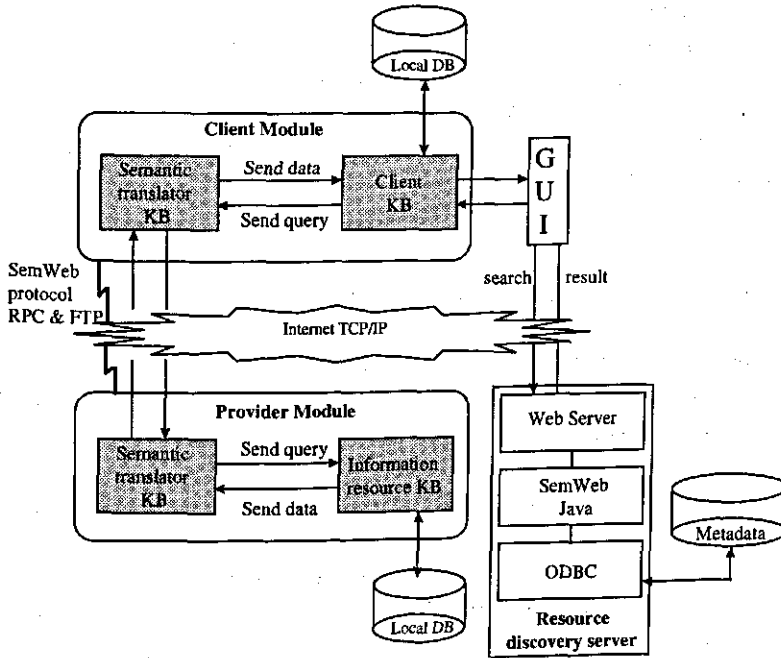 Local DB
Client Module
Semantic
translator
KB
Send data
Send query
Client
KB
G
U
I
SemWeb
protocol
RPC & FTP
search
result
Internet TCP/IP
Provider Module
Semantic
translator
KB
Send query
Send data
Information
resource KB
Local DB
Web Server
SemWeb
Java
ODBC
Resource
discovery server
Metadata